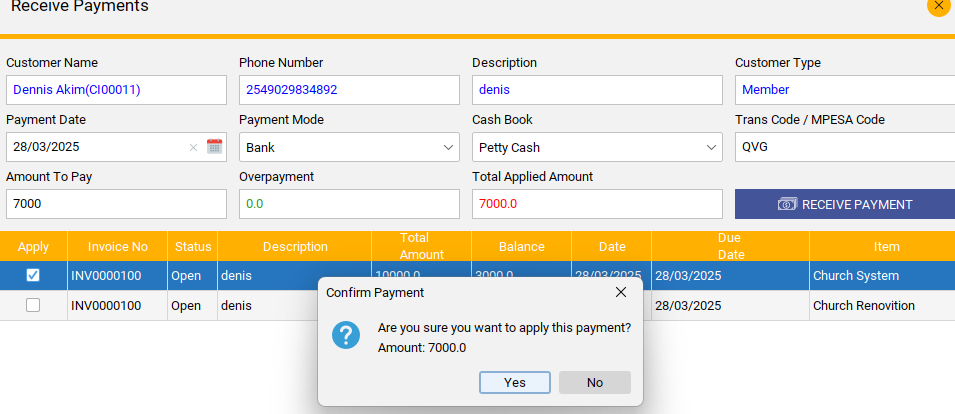 Receive Payments
Customer Name Phone Number Description Customer Type
Dennis Akim(CI00011) 2549029834892 denis Member
Payment Date Payment Mode Cash Book Trans Code / MPESA Code
28/03/2025 Bank Petty Cash QVG
Amount To Pay Overpayment Total Applied Amount
7000 0.0 7000.0 RECEIVE PAYMENT
Apply Invoice No Status Description Total Amount Balance Date Due Date Item
INV0000100 Open denis 10000.0 3000.0 28/03/2025 28/03/2025 Church System
INV0000100 Open denis 28/03/2025 Church Renovition
Confirm Payment
Are you sure you want to apply this payment?
Amount: 7000.0
Yes No